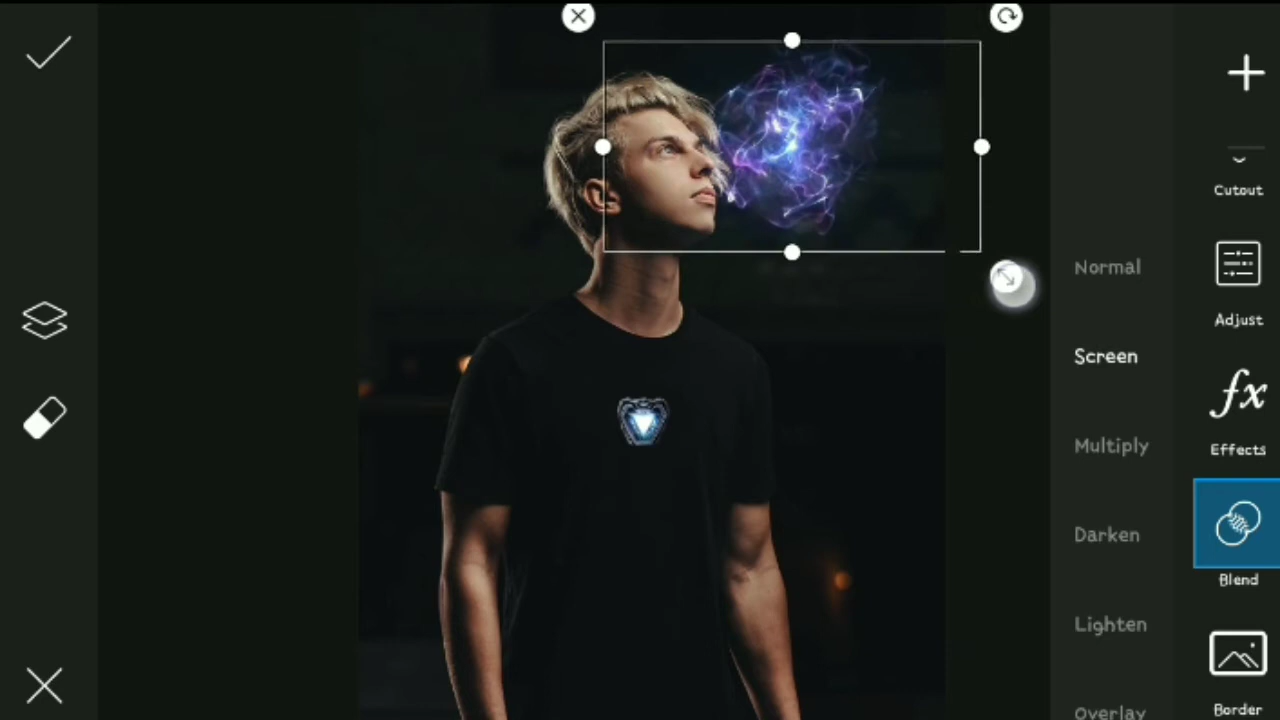 Cutout
Normal
Adjust
Screen
Multiply
Effects
Darken
Blend
Lighten
Overlay
Border